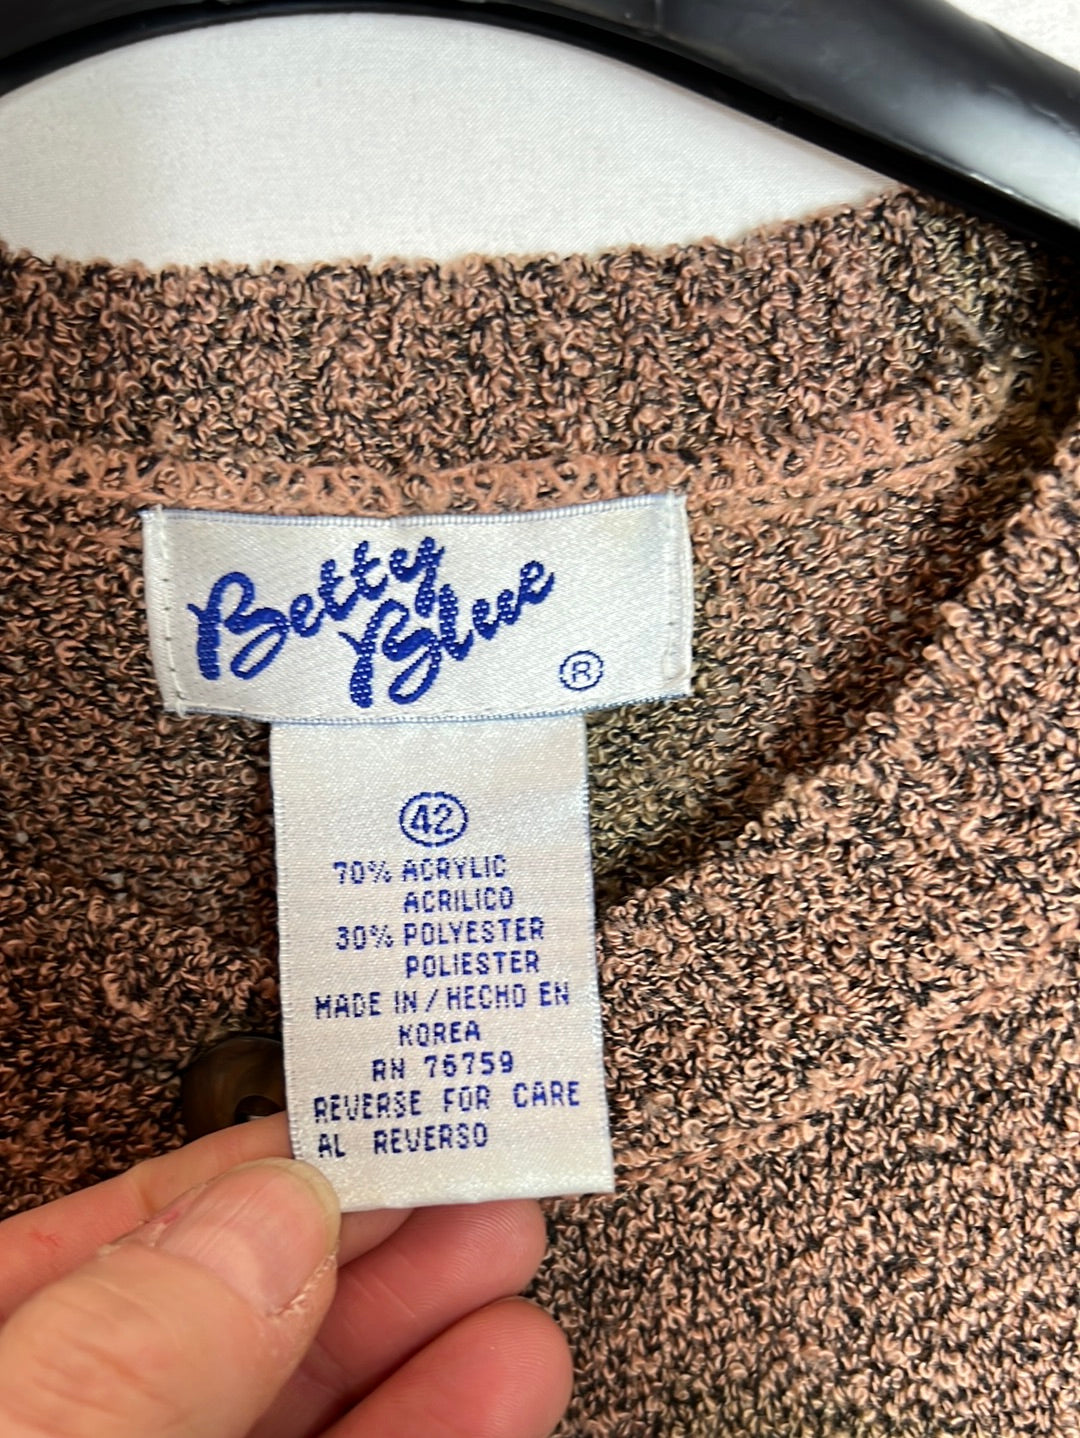 Betty
Blue
®
42
70% ACRYLIC
ACRILICO
30% POLYESTER
POLIESTER
MADE IN / HECHO EN
KOREA
RN 75759
REVERSE FOR CARE
AL REVERSO